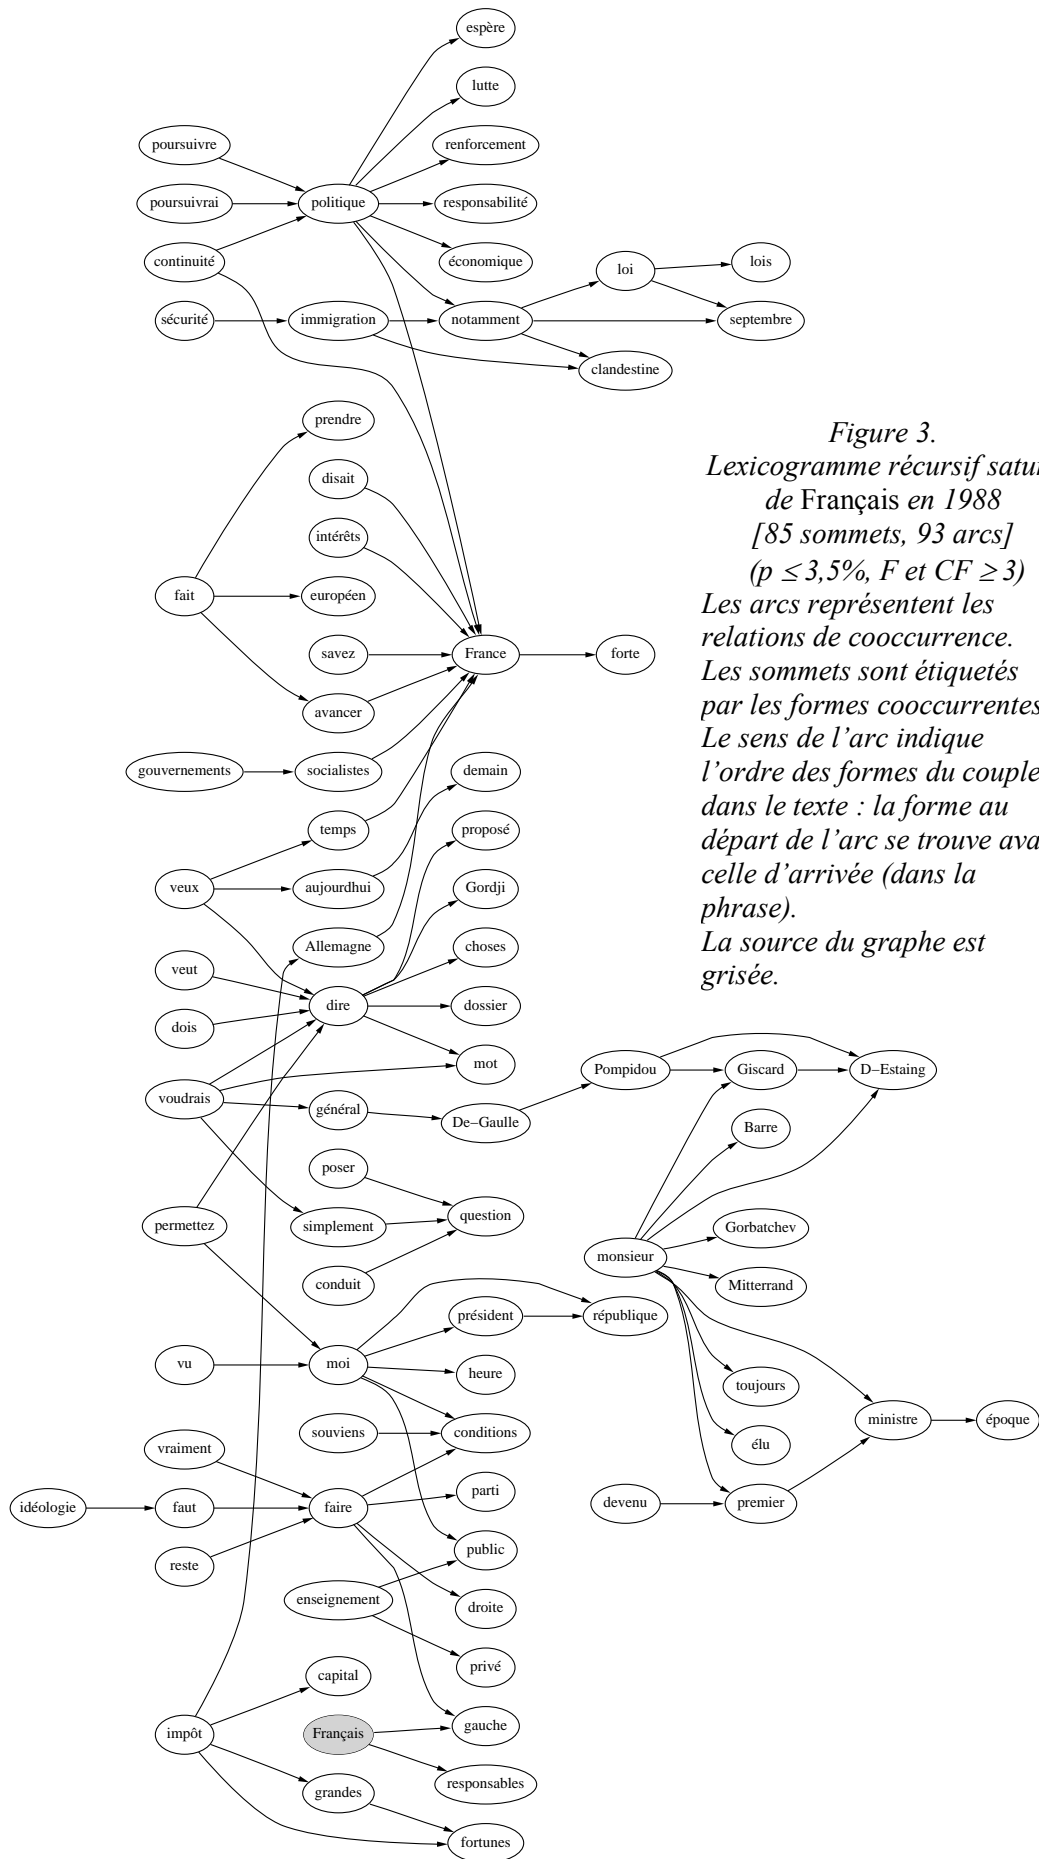 espère
lutte
poursuivre
renforcement
poursuivrai
politique
responsabilité
continuité
économique
loi
lois
sécurité
immigration
notamment
septembre
clandestine
prendre
disait
intérêts
fait
européen
savez
France
forte
avancer
gouvernements
socialistes
demain
temps
proposé
veux
aujourdhui
Gordji
Allemagne
choses
veut
dire
dossier
dois
mot
voudrais
général
De−Gaulle
Pompidou
Giscard
D−Estaing
Barre
poser
permettez
simplement
question
Gorbatchev
monsieur
conduit
Mitterrand
président
république
vu
moi
heure
toujours
souviens
conditions
ministre
époque
vraiment
élu
parti
idéologie
faut
faire
devenu
premier
public
reste
enseignement
droite
privé
capital
impôt
Français
gauche
responsables
grandes
fortunes
Figure 3.
Lexicogramme récursif satu
de Français en 1988
[85 sommets, 93 arcs]
(p ≤ 3,5%, F et CF ≥ 3)
Les arcs représentent les
relations de cooccurrence.
Les sommets sont étiquetés
par les formes cooccurrentes
Le sens de l’arc indique
l’ordre des formes du couple
dans le texte : la forme au
départ de l’arc se trouve ava
celle d’arrivée (dans la
phrase).
La source du graphe est
grisée.